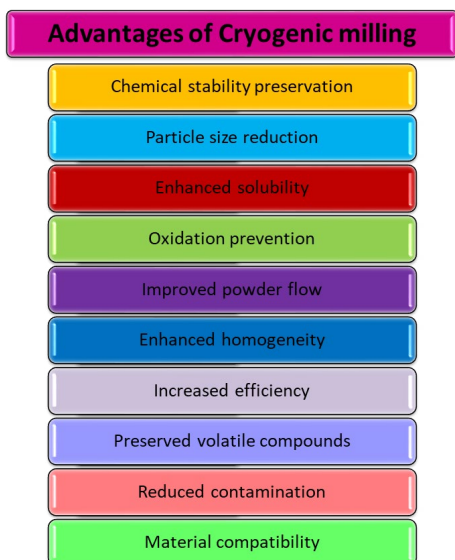 Advantages of Cryogenic milling
Chemical stability preservation
Particle size reduction
Enhanced solubility
Oxidation prevention
Improved powder flow
Enhanced homogeneity
Increased efficiency
Preserved volatile compounds
Reduced contamination
Material compatibility